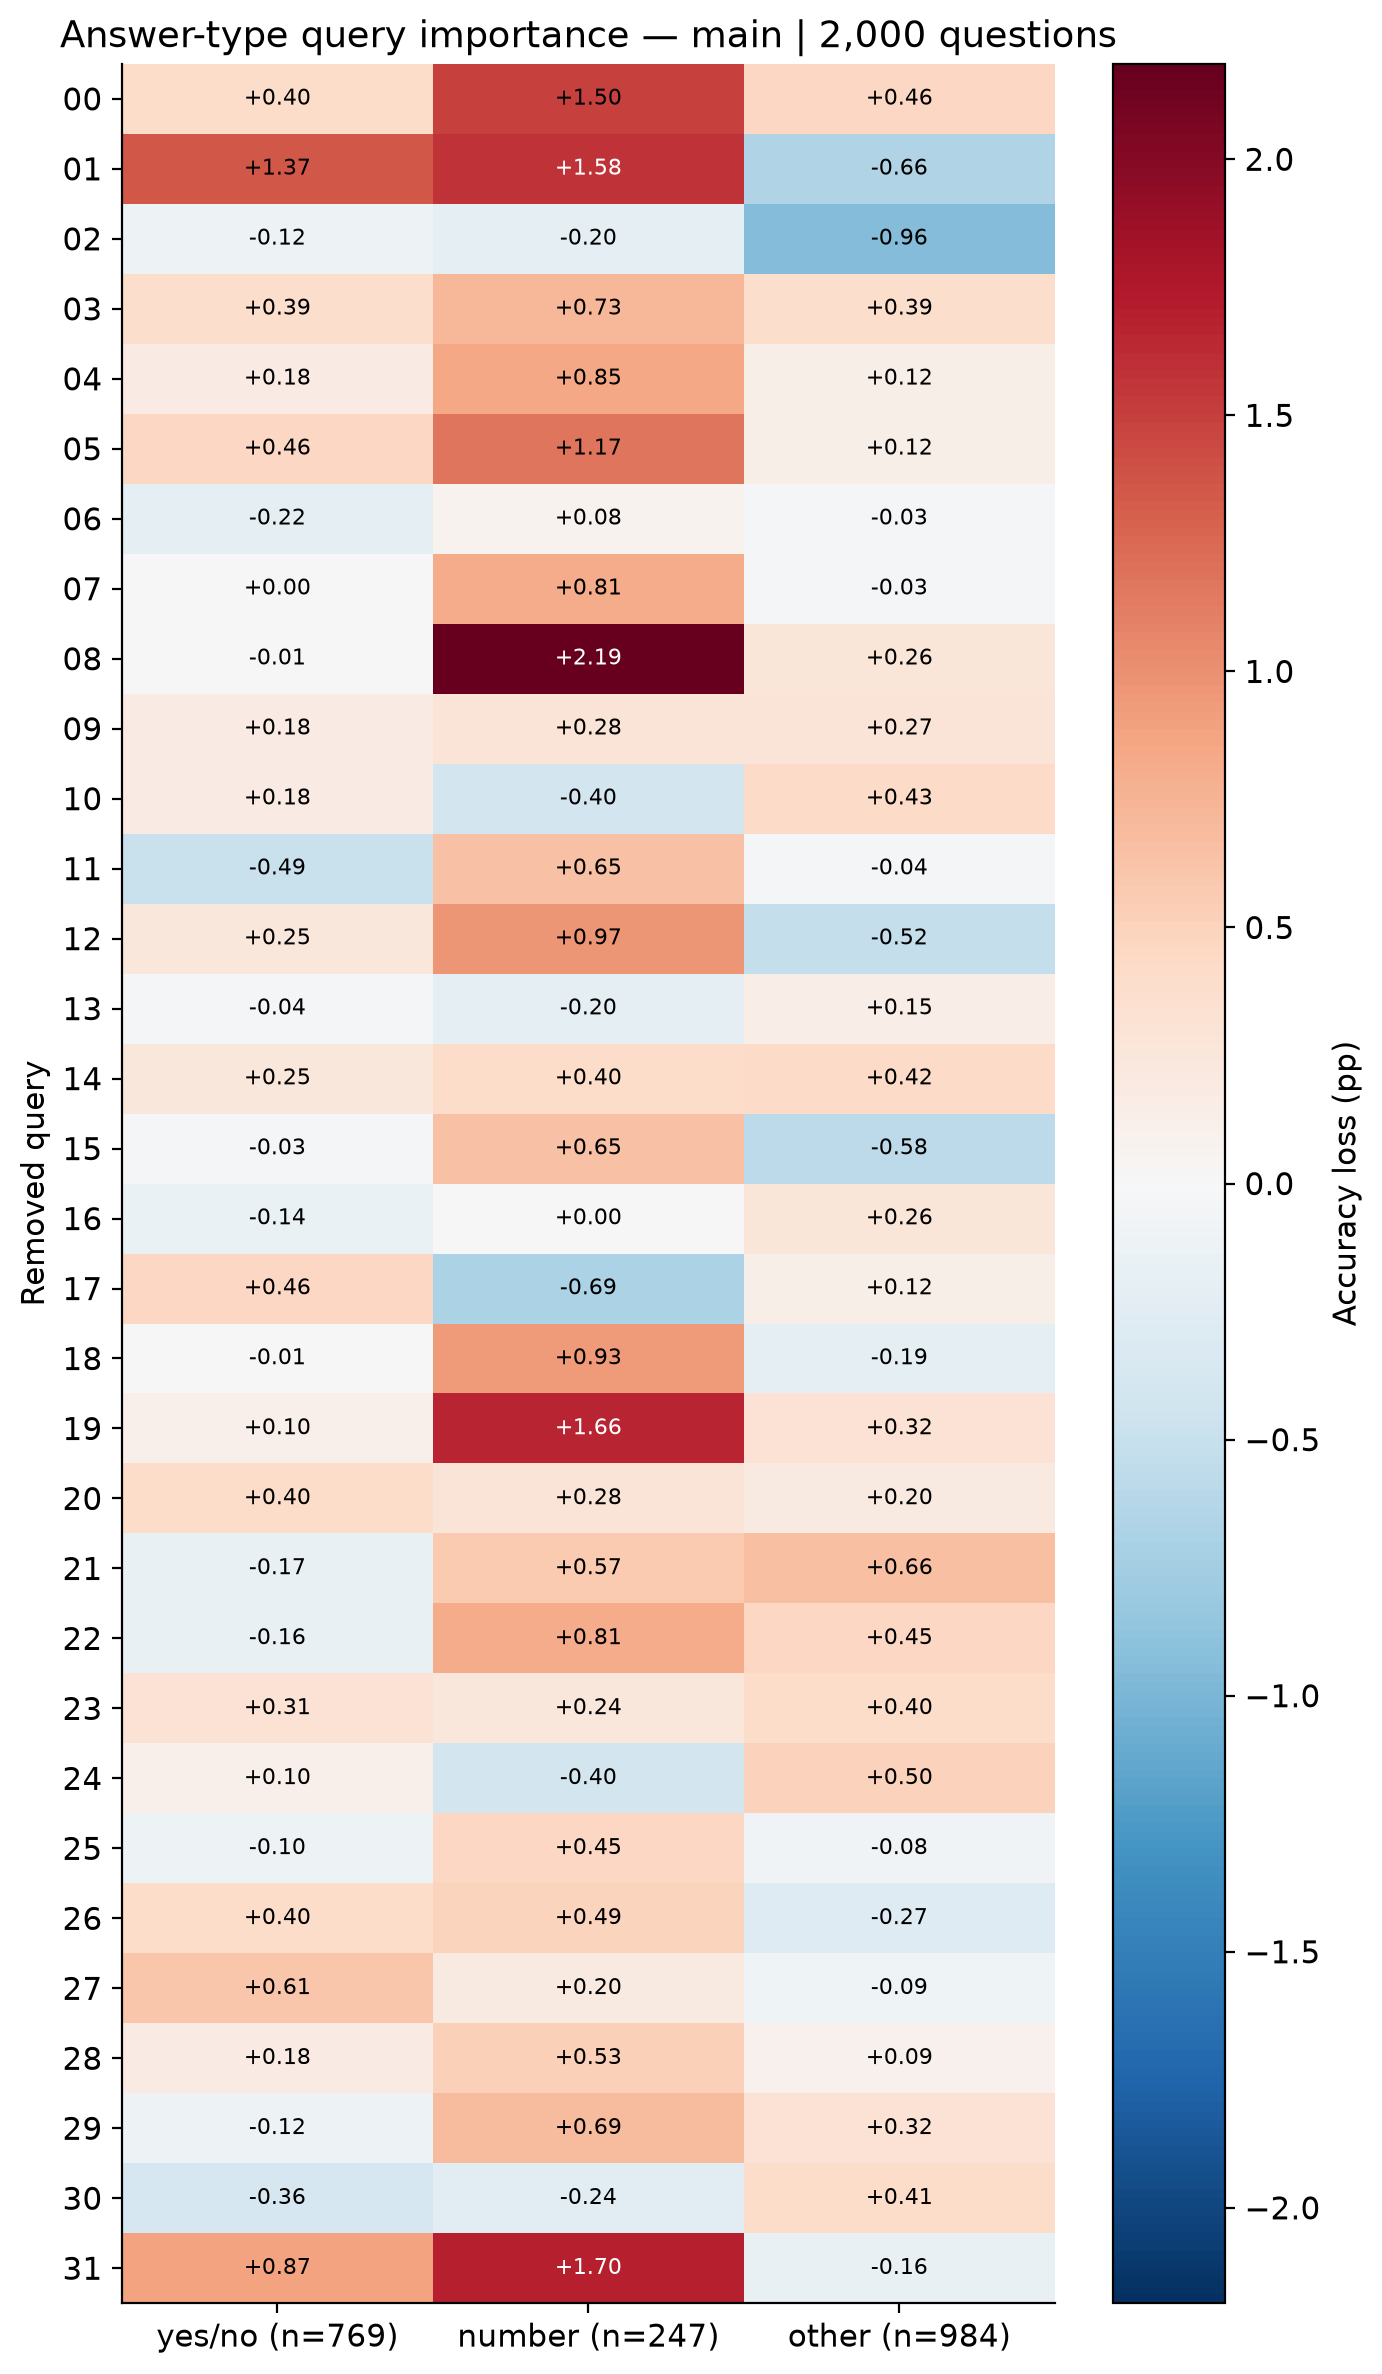 Answer-type query importance — main | 2,000 questions
00 +0.40 +1.50 +0.46
01 +1.37 +1.58 -0.66
02 -0.12 -0.20 -0.96
03 +0.39 +0.73 +0.39
04 +0.18 +0.85 +0.12
05 +0.46 +1.17 +0.12
06 -0.22 +0.08 -0.03
07 +0.00 +0.81 -0.03
08 -0.01 +2.19 +0.26
09 +0.18 +0.28 +0.27
10 +0.18 -0.40 +0.43
11 -0.49 +0.65 -0.04
12 +0.25 +0.97 -0.52
13 -0.04 -0.20 +0.15
14 +0.25 +0.40 +0.42
15 -0.03 +0.65 -0.58
16 -0.14 +0.00 +0.26
17 +0.46 -0.69 +0.12
18 -0.01 +0.93 -0.19
19 +0.10 +1.66 +0.32
20 +0.40 +0.28 +0.20
21 -0.17 +0.57 +0.66
22 -0.16 +0.81 +0.45
23 +0.31 +0.24 +0.40
24 +0.10 -0.40 +0.50
25 -0.10 +0.45 -0.08
26 +0.40 +0.49 -0.27
27 +0.61 +0.20 -0.09
28 +0.18 +0.53 +0.09
29 -0.12 +0.69 +0.32
30 -0.36 -0.24 +0.41
31 +0.87 +1.70 -0.16
yes/no (n=769) number (n=247) other (n=984)
Removed query
2.0
1.5
1.0
0.5
0.0
−0.5
−1.0
−1.5
−2.0
Accuracy loss (pp)